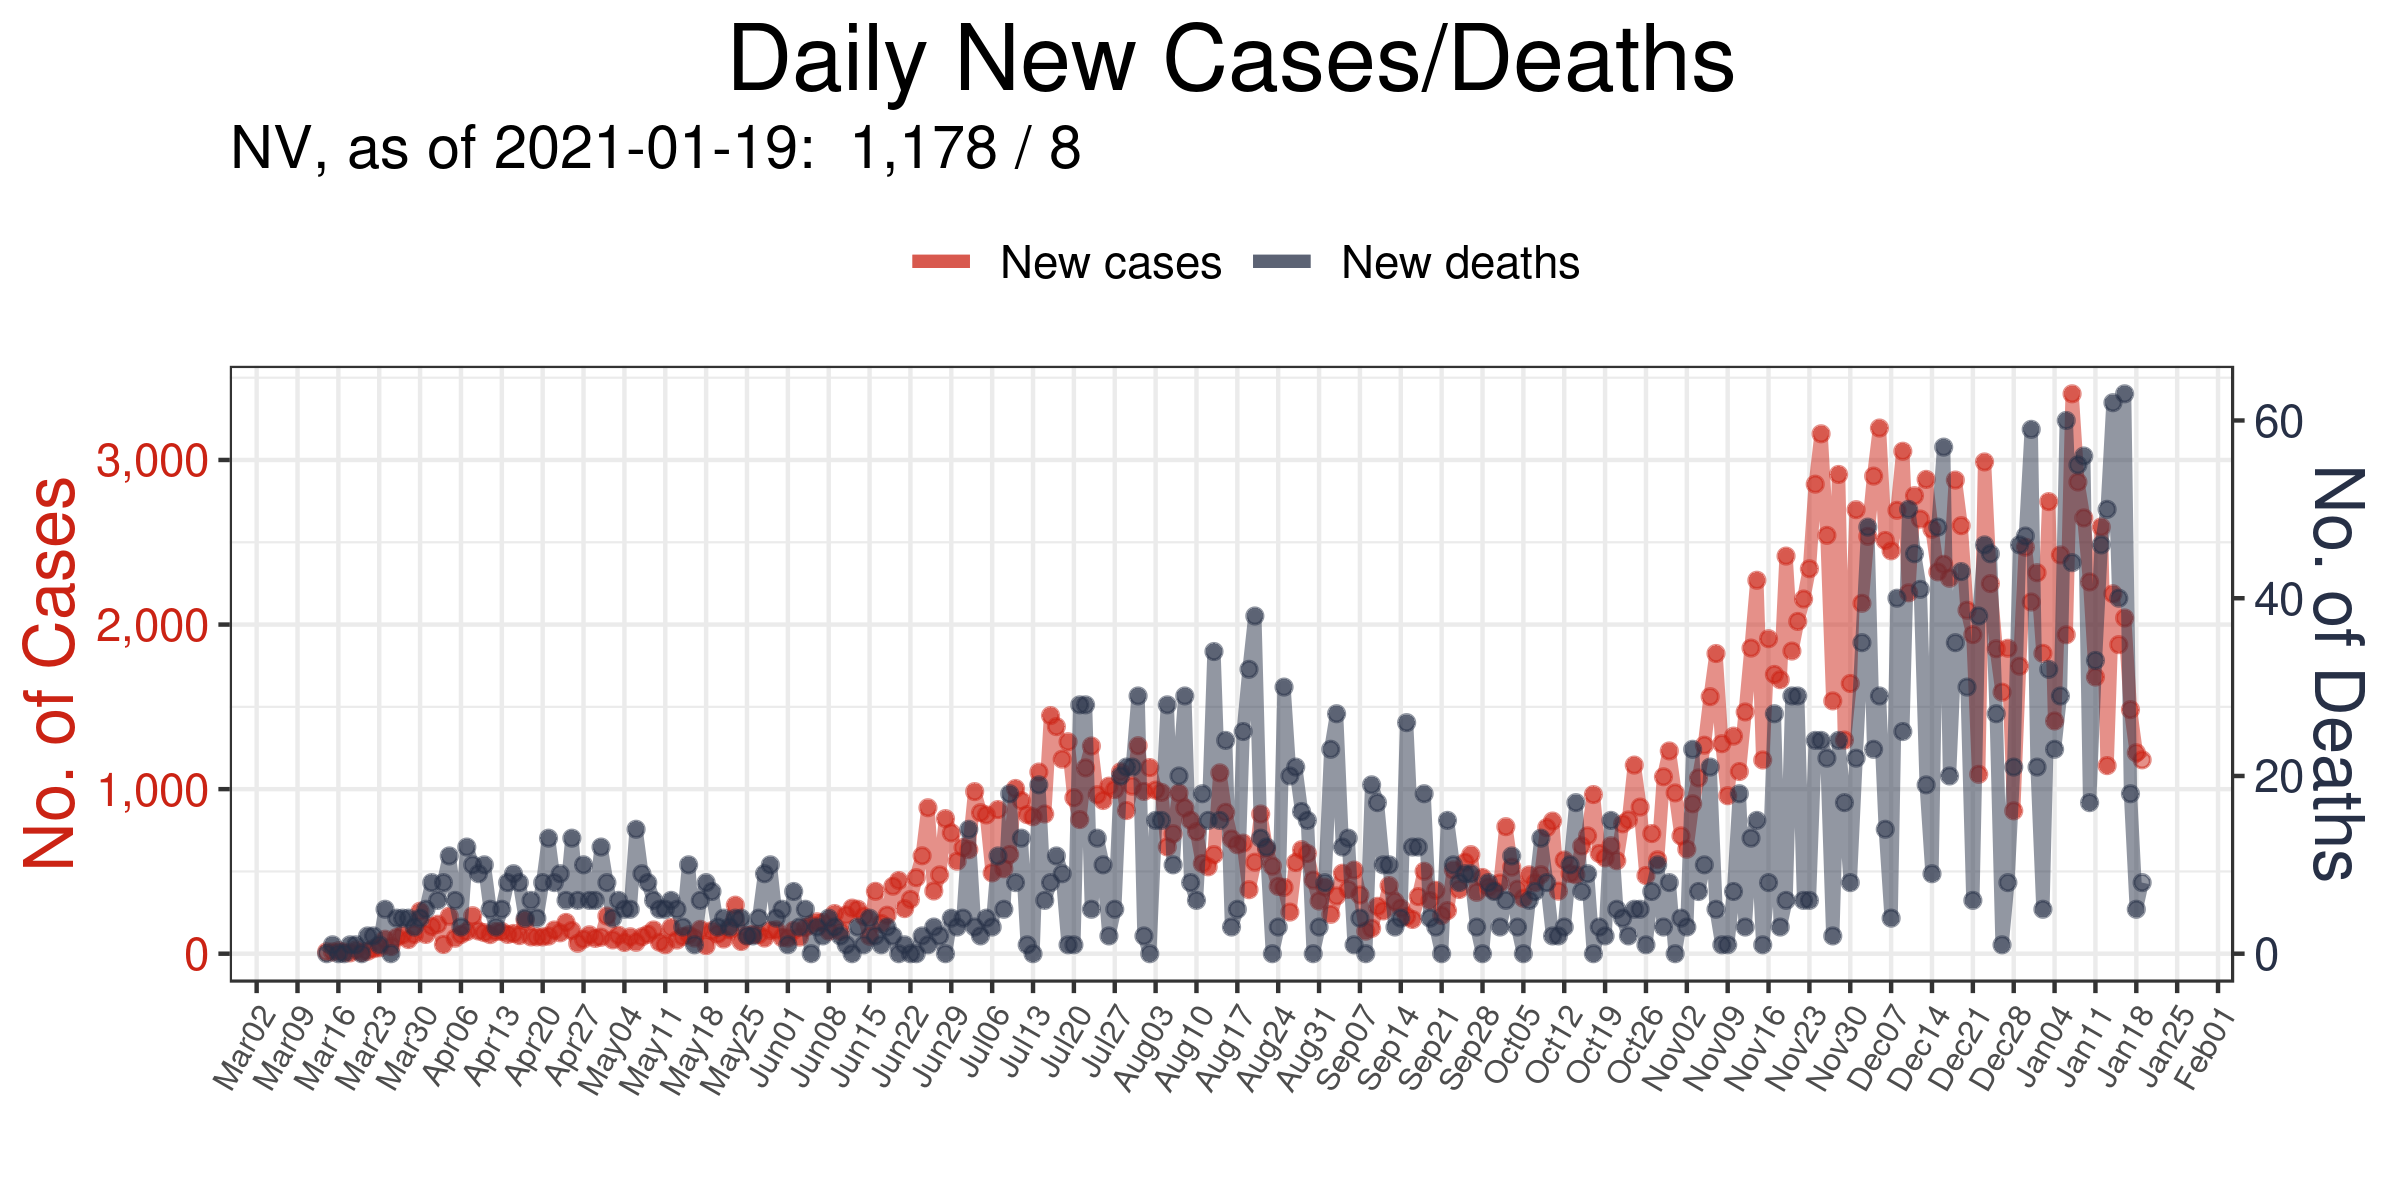 Daily New Cases/Deaths
NV, as of 2021-01-19:  1,178 / 8
New cases
New deaths
No. of Cases
3,000
2,000
1,000
0
60
40
20
0
No. of Deaths
Mar02
Mar09
Mar16
Mar23
Mar30
Apr06
Apr13
Apr20
Apr27
May04
May11
May18
May25
Jun01
Jun08
Jun15
Jun22
Jun29
Jul06
Jul13
Jul20
Jul27
Aug03
Aug10
Aug17
Aug24
Aug31
Sep07
Sep14
Sep21
Sep28
Oct05
Oct12
Oct19
Oct26
Nov02
Nov09
Nov16
Nov23
Nov30
Dec07
Dec14
Dec21
Dec28
Jan04
Jan11
Jan18
Jan25
Feb01